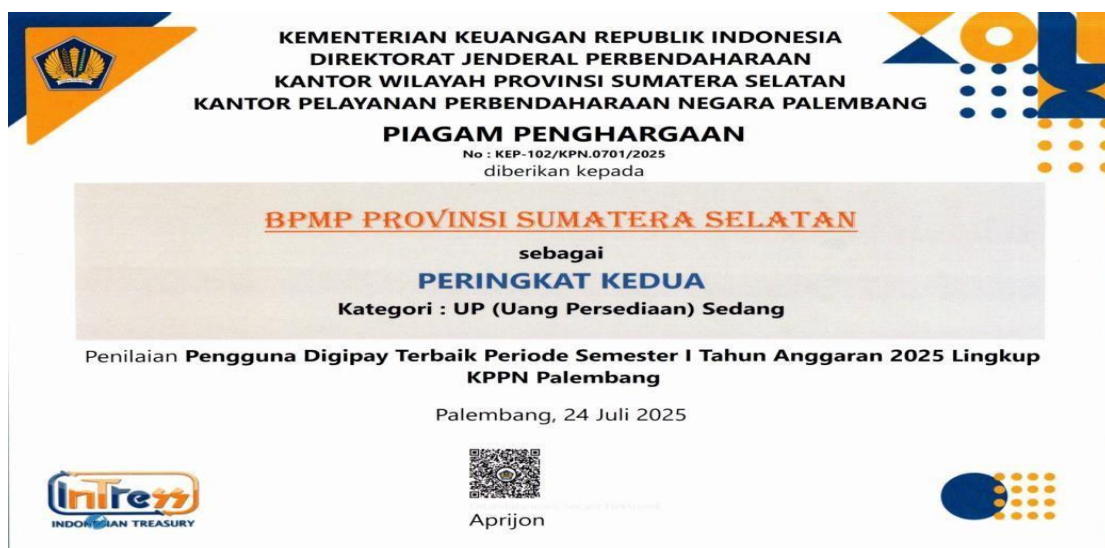 KEMENTERIAN KEUANGAN REPUBLIK INDONESIA
DIREKTORAT JENDERAL PERBENDAHARAAN
KANTOR WILAYAH PROVINSI SUMATERA SELATAN
KANTOR PELAYANAN PERBENDAHARAAN NEGARA PALEMBANG
PIAGAM PENGHARGAAN
No : KEP-102/KPN.0701/2025
diberikan kepada
BPMP PROVINSI SUMATERA SELATAN
sebagai
PERINGKAT KEDUA
Kategori : UP (Uang Persediaan) Sedang
Penilaian Pengguna Digipay Terbaik Periode Semester I Tahun Anggaran 2025 Lingkup
KPPN Palembang
Palembang, 24 Juli 2025
InTress
INDONESIAN TREASURY
Aprijon